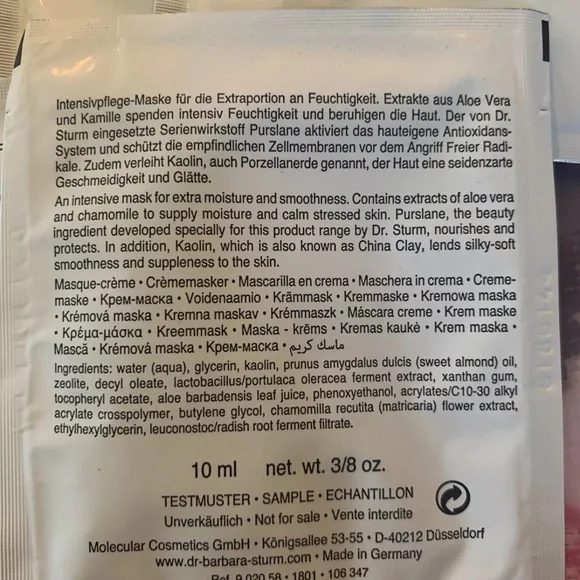 Intensivpflege-Maske für die Extraportion an Feuchtigkeit. Extrakte aus Aloe Vera
und Kamille spenden intensiv Feuchtigkeit und beruhigen die Haut. Der von Dr.
Sturm eingesetzte Serienwirkstoff Purslane aktiviert das hauteigene Antioxidans-
System und schützt die empfindlichen Zellmembranen vor dem Angriff Freier Radi-
kale. Zudem verleiht Kaolin, auch Porzellanerde genannt, der Haut eine seidenzarte
Geschmeidigkeit und Glätte.
An intensive mask for extra moisture and smoothness. Contains extracts of aloe vera
and chamomile to supply moisture and calm stressed skin. Purslane, the beauty
ingredient developed specially for this product range by Dr. Sturm, nourishes and
protects. In addition, Kaolin, which is also known as China Clay, lends silky-soft
smoothness and suppleness to the skin.
Masque-crème • Crèmemasker • Mascarilla en crema • Maschera in crema • Creme-
maske • Крем-маска • Voidenaamio • Krämmask • Kremmaske • Kremowa maska
• Krémová maska • Kremna maskav • Krémmaszk • Máscara creme • Krem maske
• Κρέμα-μάσκα • Kreemmask • Maska - krēms • Kremas kaukė • Krem maska •
Mască • Krémová maska • Крем-маска • ماسك كريم
Ingredients: water (aqua), glycerin, kaolin, prunus amygdalus dulcis (sweet almond) oil,
zeolite, decyl oleate, lactobacillus/portulaca oleracea ferment extract, xanthan gum,
tocopheryl acetate, aloe barbadensis leaf juice, phenoxyethanol, acrylates/C10-30 alkyl
acrylate crosspolymer, butylene glycol, chamomilla recutita (matricaria) flower extract,
ethylhexylglycerin, leuconostoc/radish root ferment filtrate.
10 ml net. wt. 3/8 oz.
TESTMUSTER • SAMPLE • ECHANTILLON
Unverkäuflich • Not for sale • Vente interdite
Molecular Cosmetics GmbH • Königsallee 53-55 • D-40212 Düsseldorf
www.dr-barbara-sturm.com • Made in Germany
Ref. 9 020 58 • 1801 • 106 347